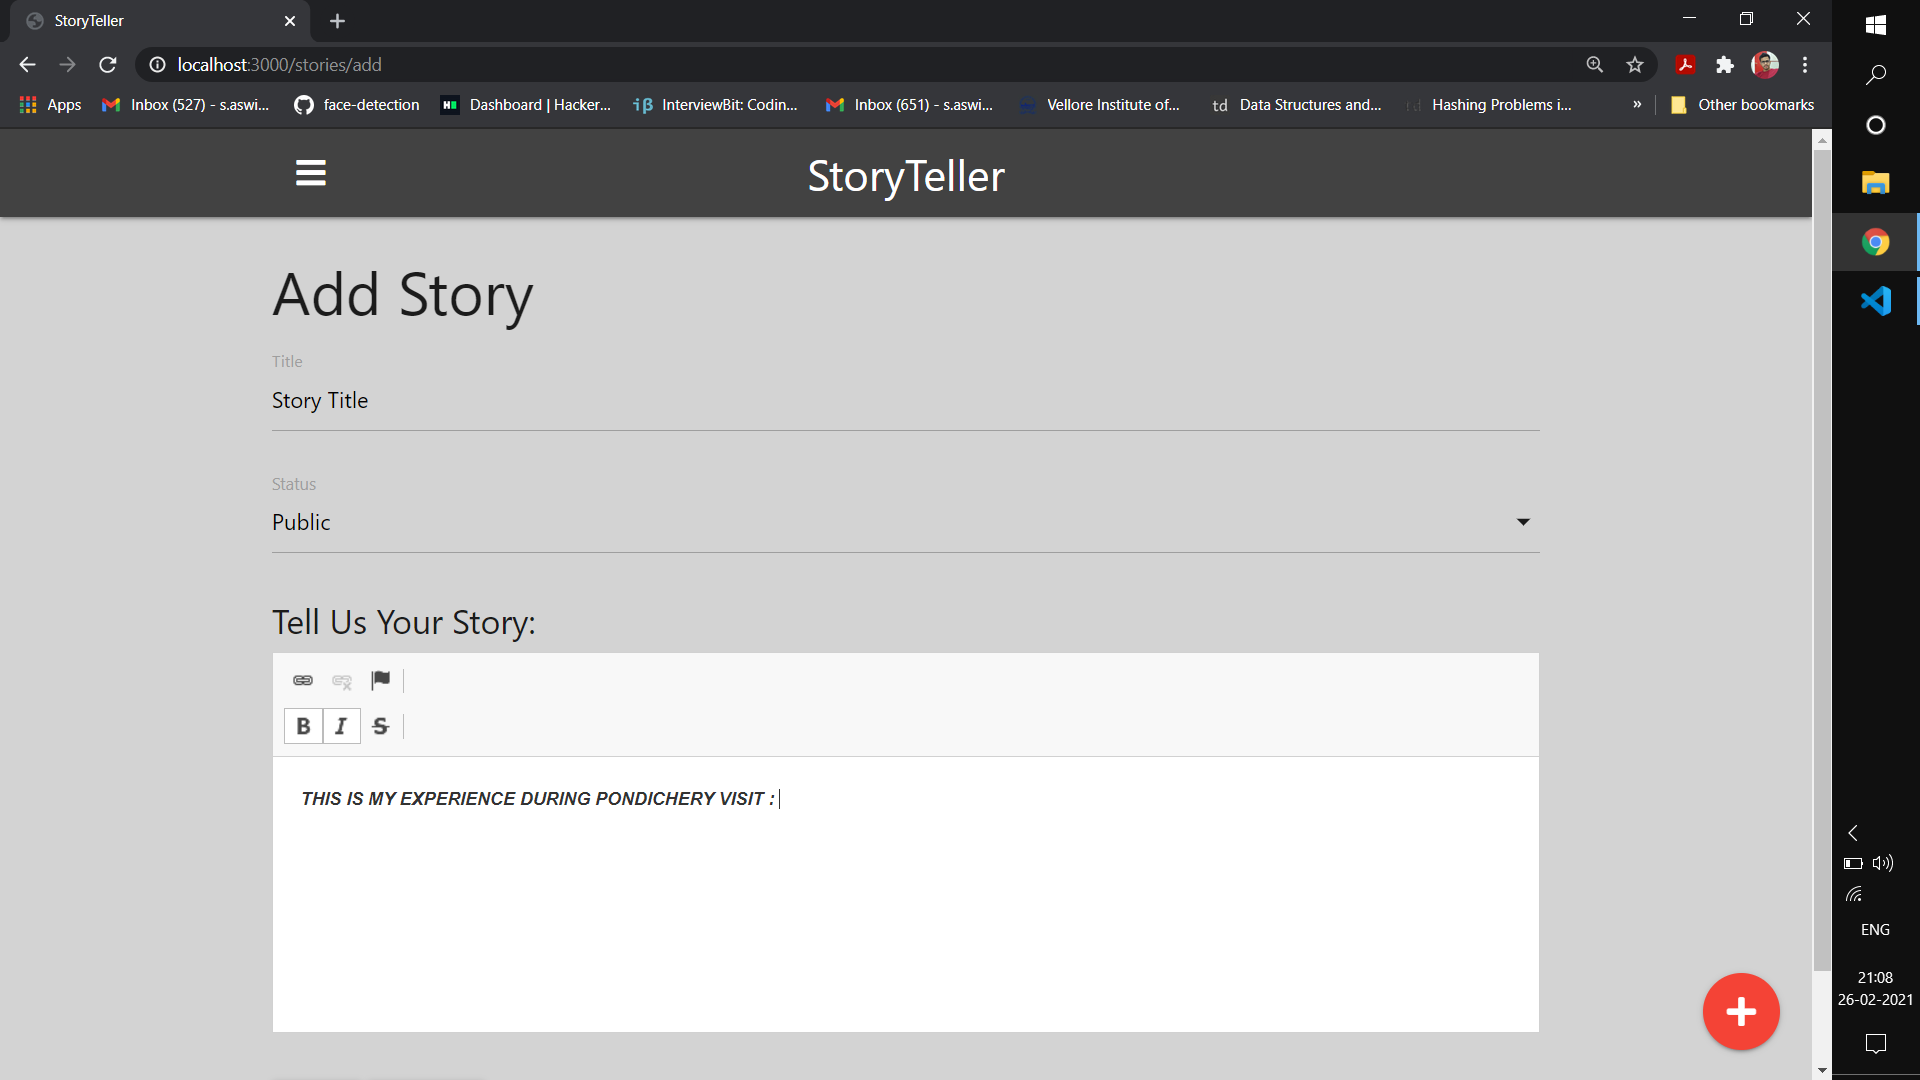 StoryTeller
localhost:3000/stories/add
Apps
Inbox (527) - s.aswi...
face-detection
Dashboard | Hacker...
InterviewBit: Codin...
Inbox (651) - s.aswi...
Vellore Institute of...
td Data Structures and...
Hashing Problems i...
»
Other bookmarks
StoryTeller
Add Story
Title
Story Title
Status
Public
Tell Us Your Story:
B I S
THIS IS MY EXPERIENCE DURING PONDICHERY VISIT :
ENG
21:08
26-02-2021